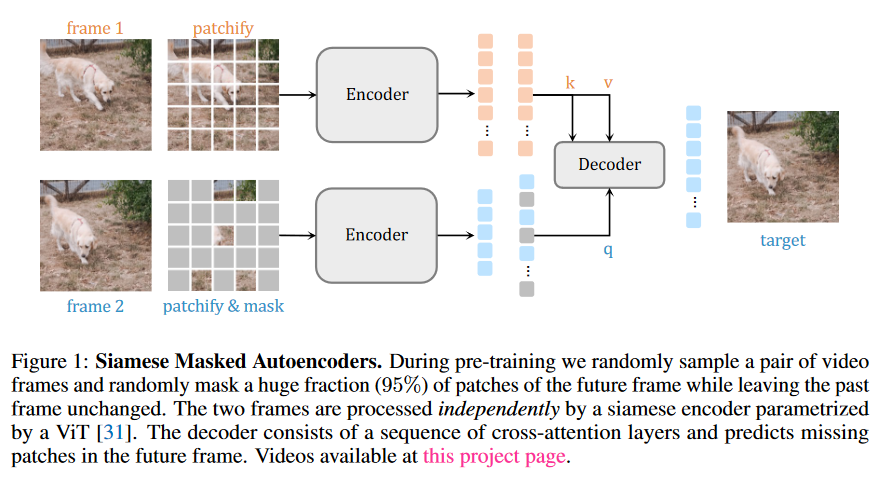 frame 1
patchify
Encoder
k
v
Decoder
Encoder
q
target
frame 2
patchify & mask
Figure 1: Siamese Masked Autoencoders. During pre-training we randomly sample a pair of video
frames and randomly mask a huge fraction (95%) of patches of the future frame while leaving the past
frame unchanged. The two frames are processed independently by a siamese encoder parametrized
by a ViT [31]. The decoder consists of a sequence of cross-attention layers and predicts missing
patches in the future frame. Videos available at this project page.